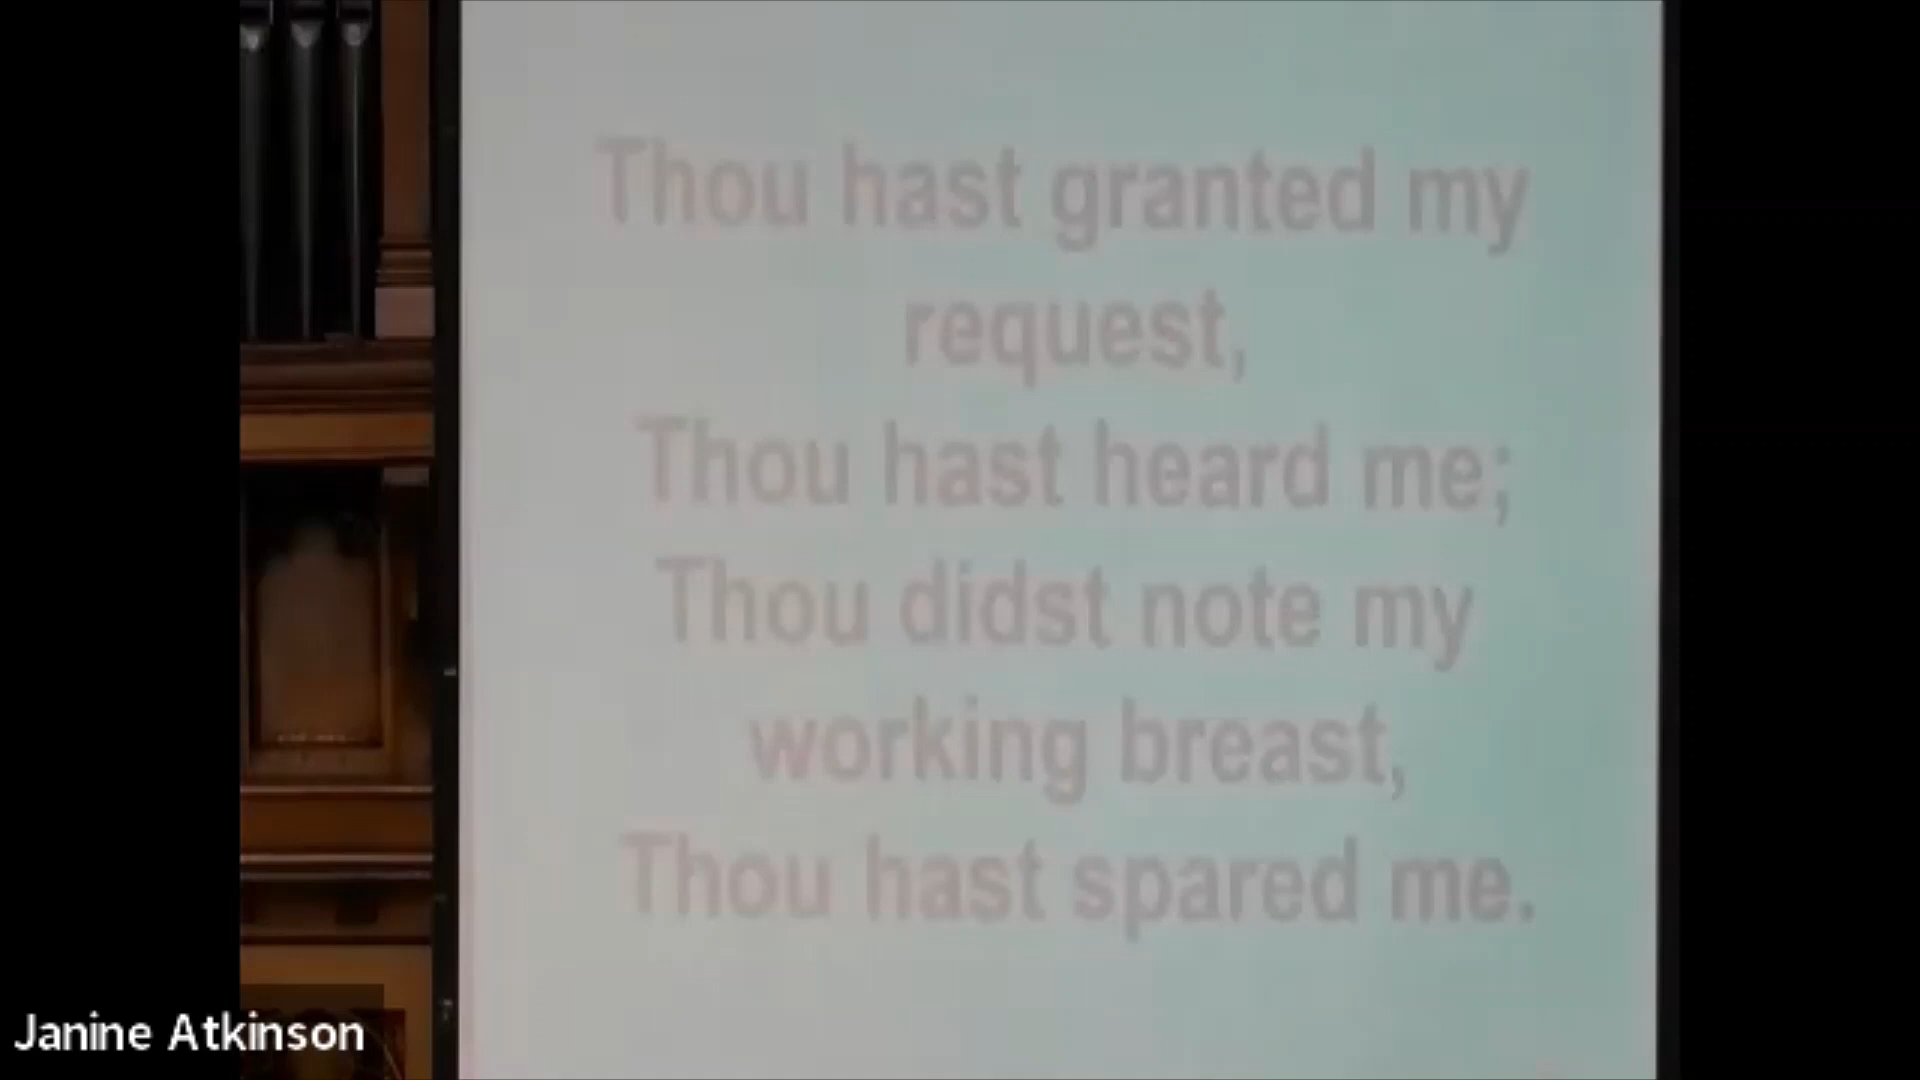 Thou hast granted my
request,
Thou hast heard me;
Thou didst note my
working breast,
Thou hast spared me.
Janine Atkinson